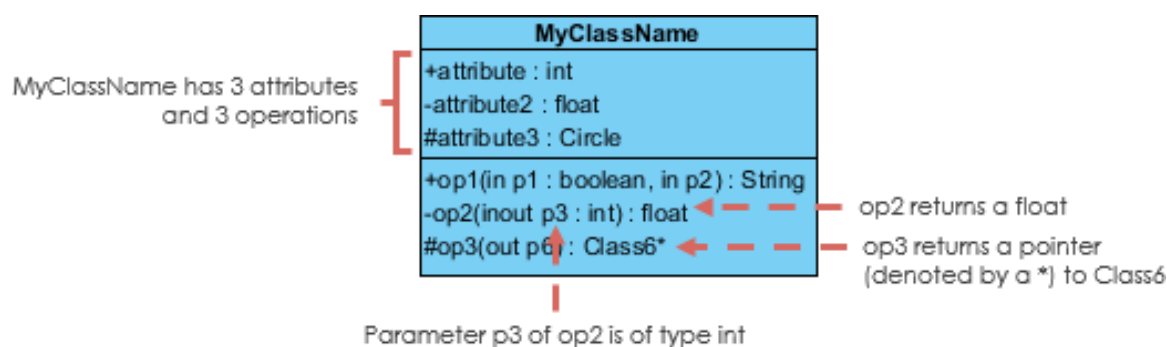 MyClassName
MyClassName has 3 attributes
and 3 operations
+attribute : int
-attribute2 : float
#attribute3 : Circle
+op1(in p1 : boolean, in p2) : String
-op2(inout p3 : int) : float
#op3(out p6) : Class6*
op2 returns a float
op3 returns a pointer
(denoted by a *) to Class6
Parameter p3 of op2 is of type int